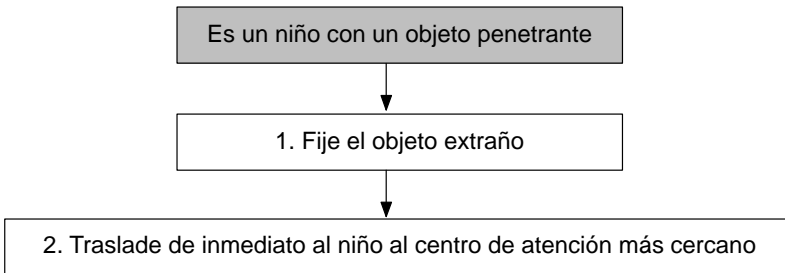 Es un niño con un objeto penetrante
1. Fije el objeto extraño
2. Traslade de inmediato al niño al centro de atención más cercano